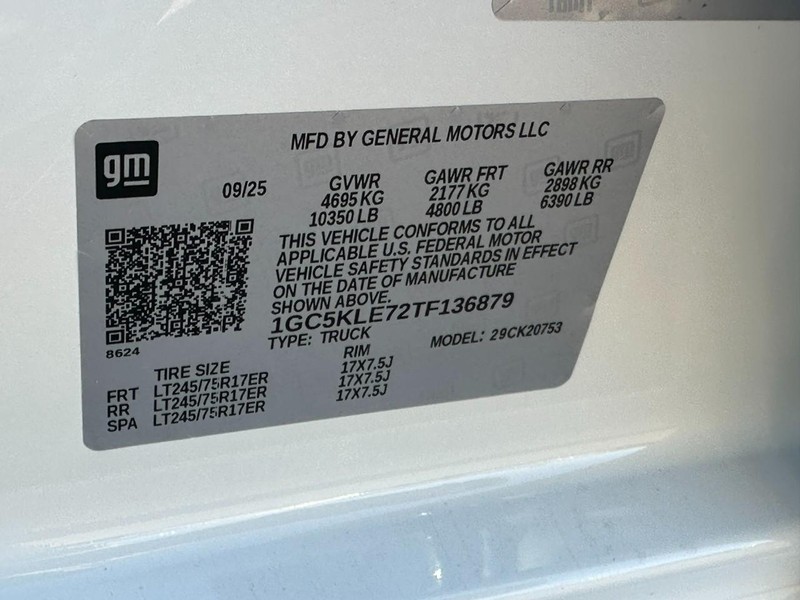 MFD BY GENERAL MOTORS LLC
gm
09/25
GVWR GAWR FRT GAWR RR
4695 KG 2177 KG 2898 KG
10350 LB 4800 LB 6390 LB
THIS VEHICLE CONFORMS TO ALL
APPLICABLE U.S. FEDERAL MOTOR
VEHICLE SAFETY STANDARDS IN EFFECT
ON THE DATE OF MANUFACTURE
SHOWN ABOVE.
1GC5KLE72TF136879
TYPE: TRUCK MODEL: 29CK20753
8624
TIRE SIZE RIM
FRT LT245/75R17ER 17X7.5J
RR LT245/75R17ER 17X7.5J
SPA LT245/75R17ER 17X7.5J